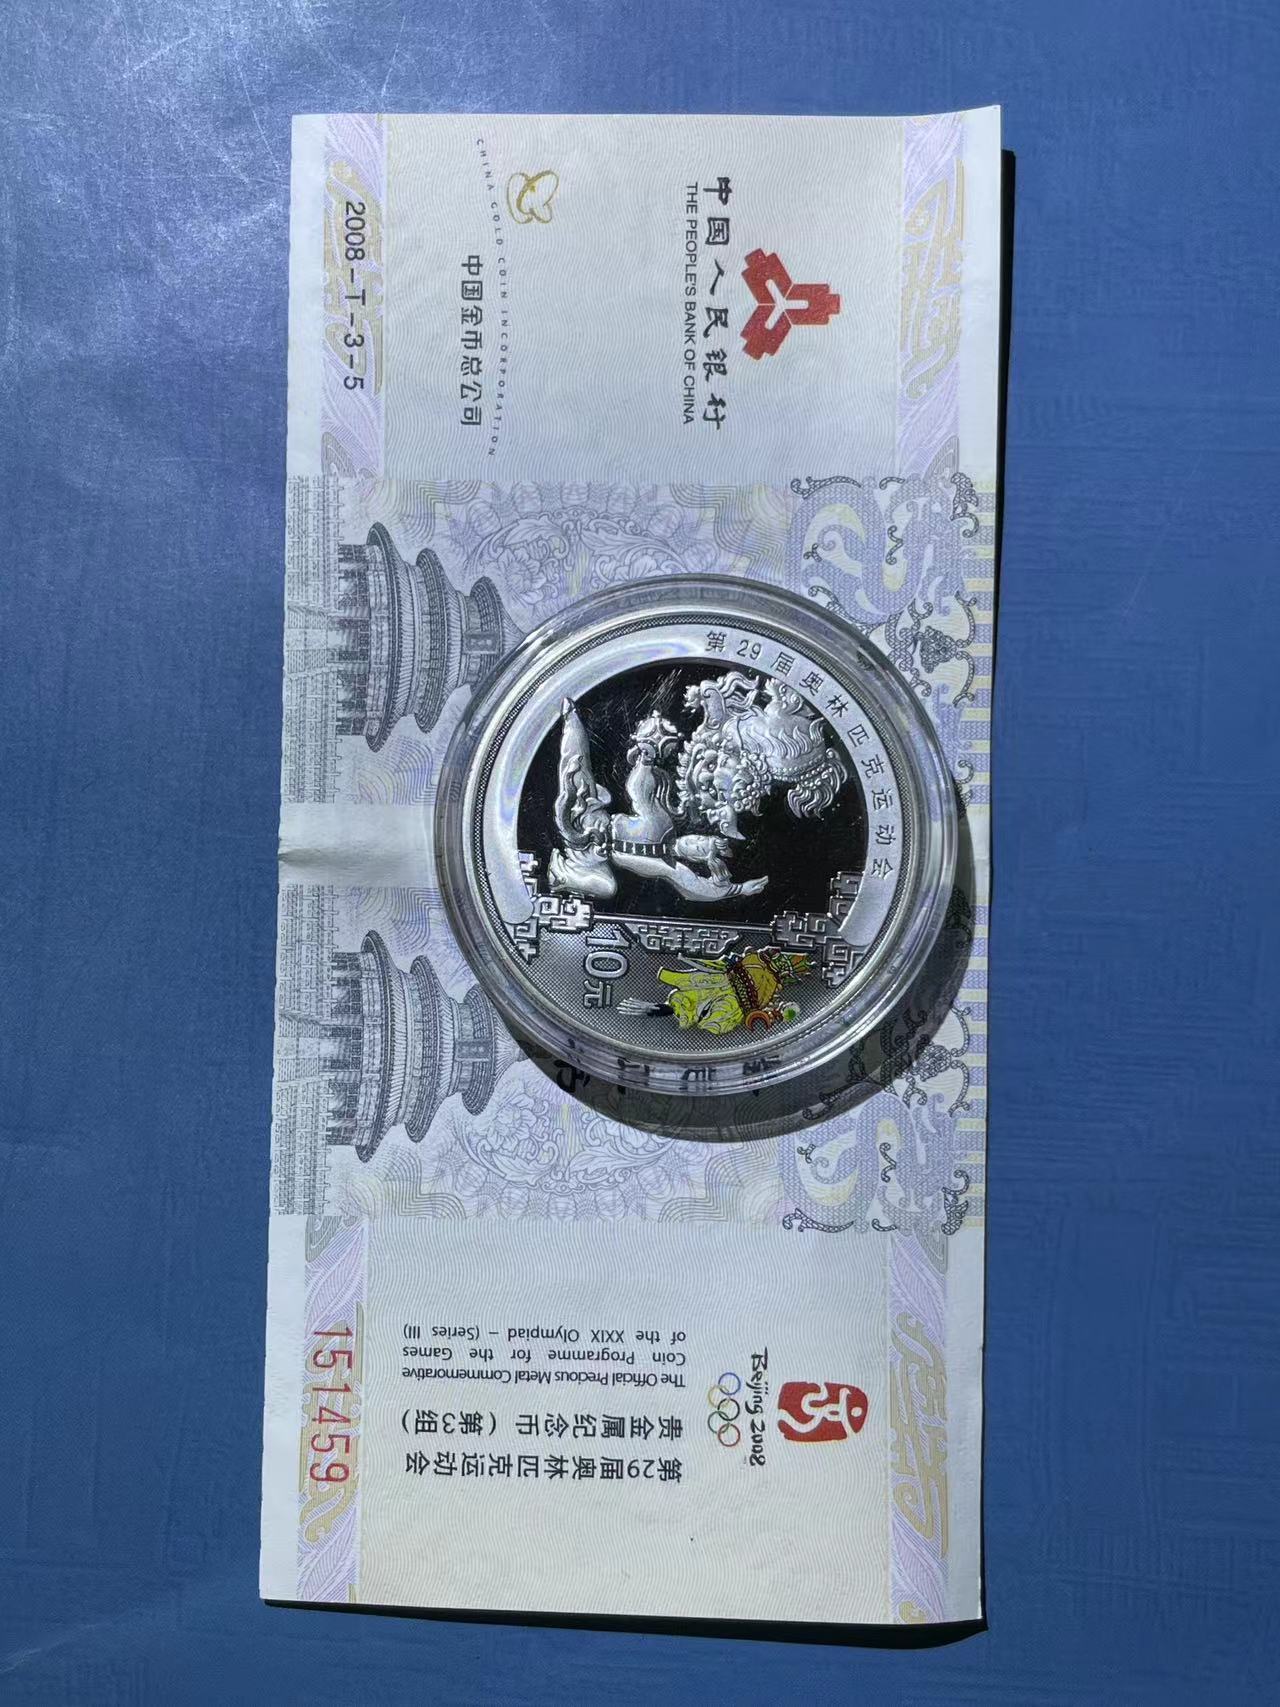 中国人民银行
THE PEOPLE'S BANK OF CHINA
CHINA GOLD COIN INCORPORATION
中国金币总公司
2008-T-3-5
第29届奥林匹克运动会
10元
Beijing 2008
第29届奥林匹克运动会
贵金属纪念币（第3组）
The Official Precious Metal Commemorative
Coin Programme for the Games
of the XXIX Olympiad – (Series III)
151459